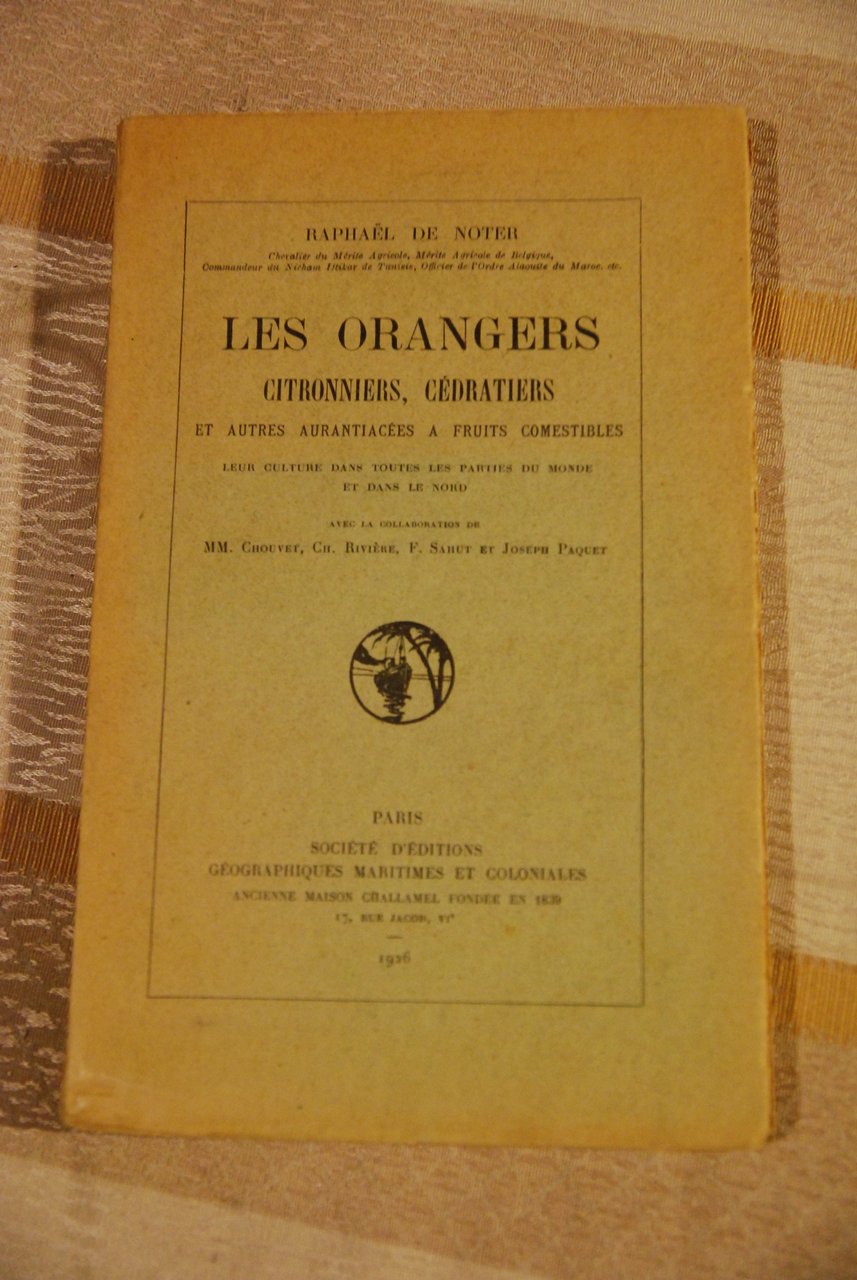 RAPHAËL DE NOTER
Chevalier du Mérite Agricole, Mérite Agricole de Belgique,
Commandeur du Nicham Iftikar de Tunisie, Officier de l'Ordre Alaouite du Maroc, etc.
LES ORANGERS
CITRONNIERS, CÉDRATIERS
ET AUTRES AURANTIACÉES A FRUITS COMESTIBLES
LEUR CULTURE DANS TOUTES LES PARTIES DU MONDE
ET DANS LE NORD
AVEC LA COLLABORATION DE
MM. CHOUVET, CH. RIVIÈRE, F. SAHUT ET JOSEPH PAQUET
PARIS
SOCIÉTÉ D'ÉDITIONS
GÉOGRAPHIQUES MARITIMES ET COLONIALES
ANCIENNE MAISON CHALLAMEL FONDÉE EN 1839
17, RUE JACOB, VIe
1926